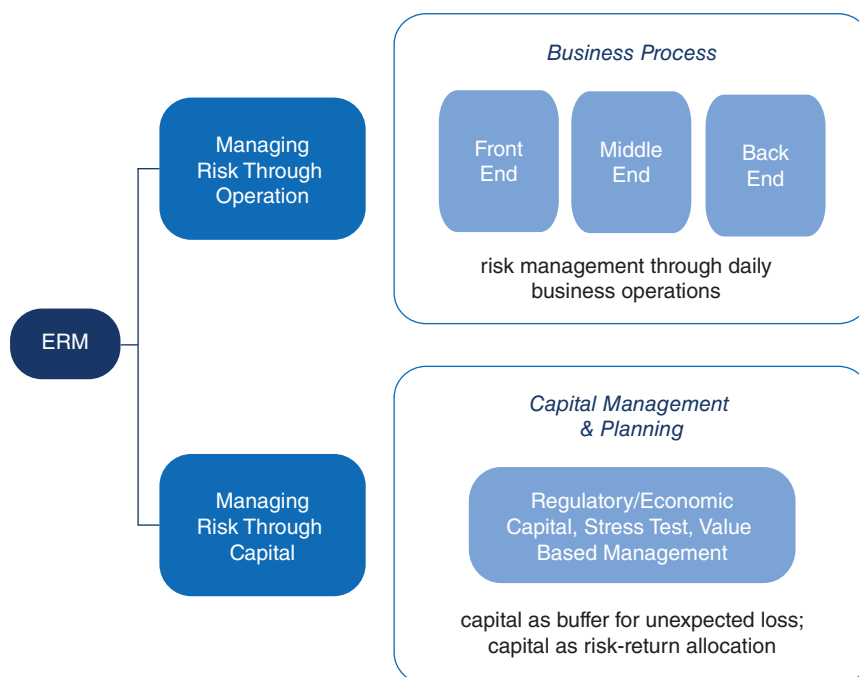 ERM
Managing
Risk Through
Operation
Business Process
Front
End
Middle
End
Back
End
risk management through daily
business operations
Managing
Risk Through
Capital
Capital Management
& Planning
Regulatory/Economic
Capital, Stress Test, Value
Based Management
capital as buffer for unexpected loss;
capital as risk-return allocation